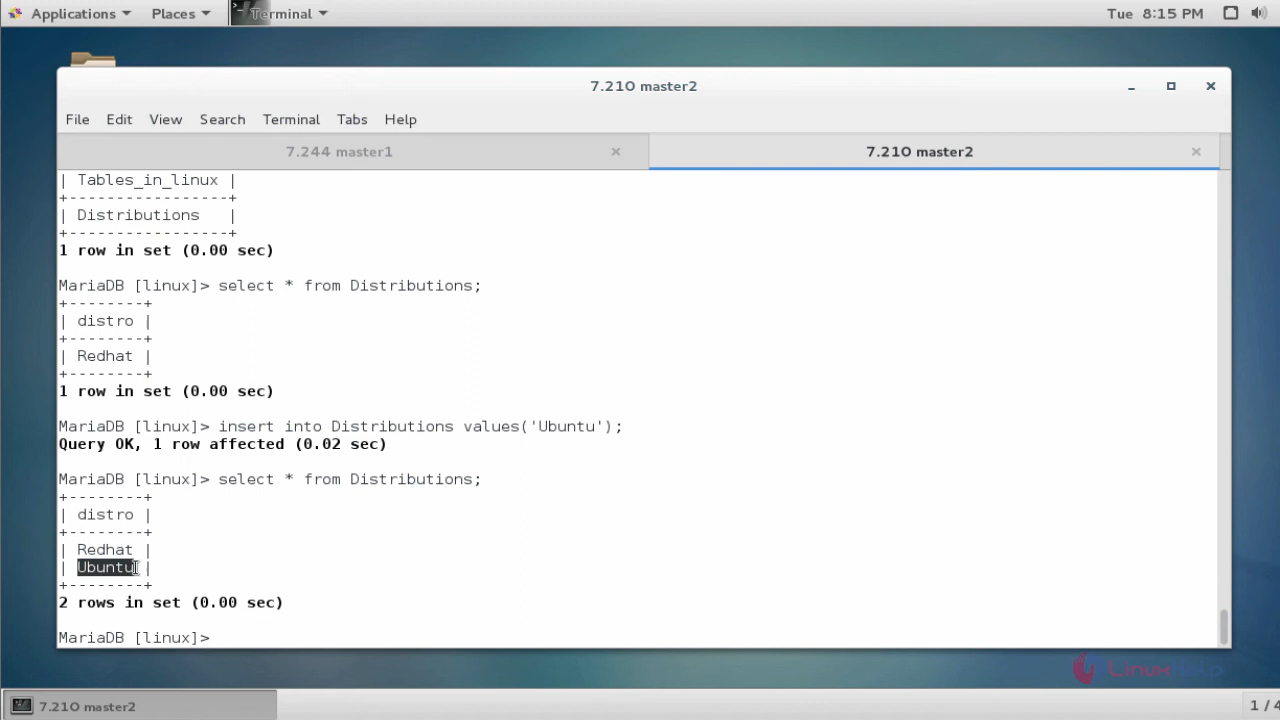 Applications Places Terminal Tue 8:15 PM
7.210 master2
File Edit View Search Terminal Tabs Help
7.244 master1 × 7.210 master2 ×
| Tables_in_linux |
+-----------------+
| Distributions   |
+-----------------+
1 row in set (0.00 sec)
MariaDB [linux]> select * from Distributions;
+--------+
| distro |
+--------+
| Redhat |
+--------+
1 row in set (0.00 sec)
MariaDB [linux]> insert into Distributions values('Ubuntu');
Query OK, 1 row affected (0.02 sec)
MariaDB [linux]> select * from Distributions;
+--------+
| distro |
+--------+
| Redhat |
| Ubuntu |
+--------+
2 rows in set (0.00 sec)
MariaDB [linux]>
LinuxHelp
7.210 master2 1 / 4